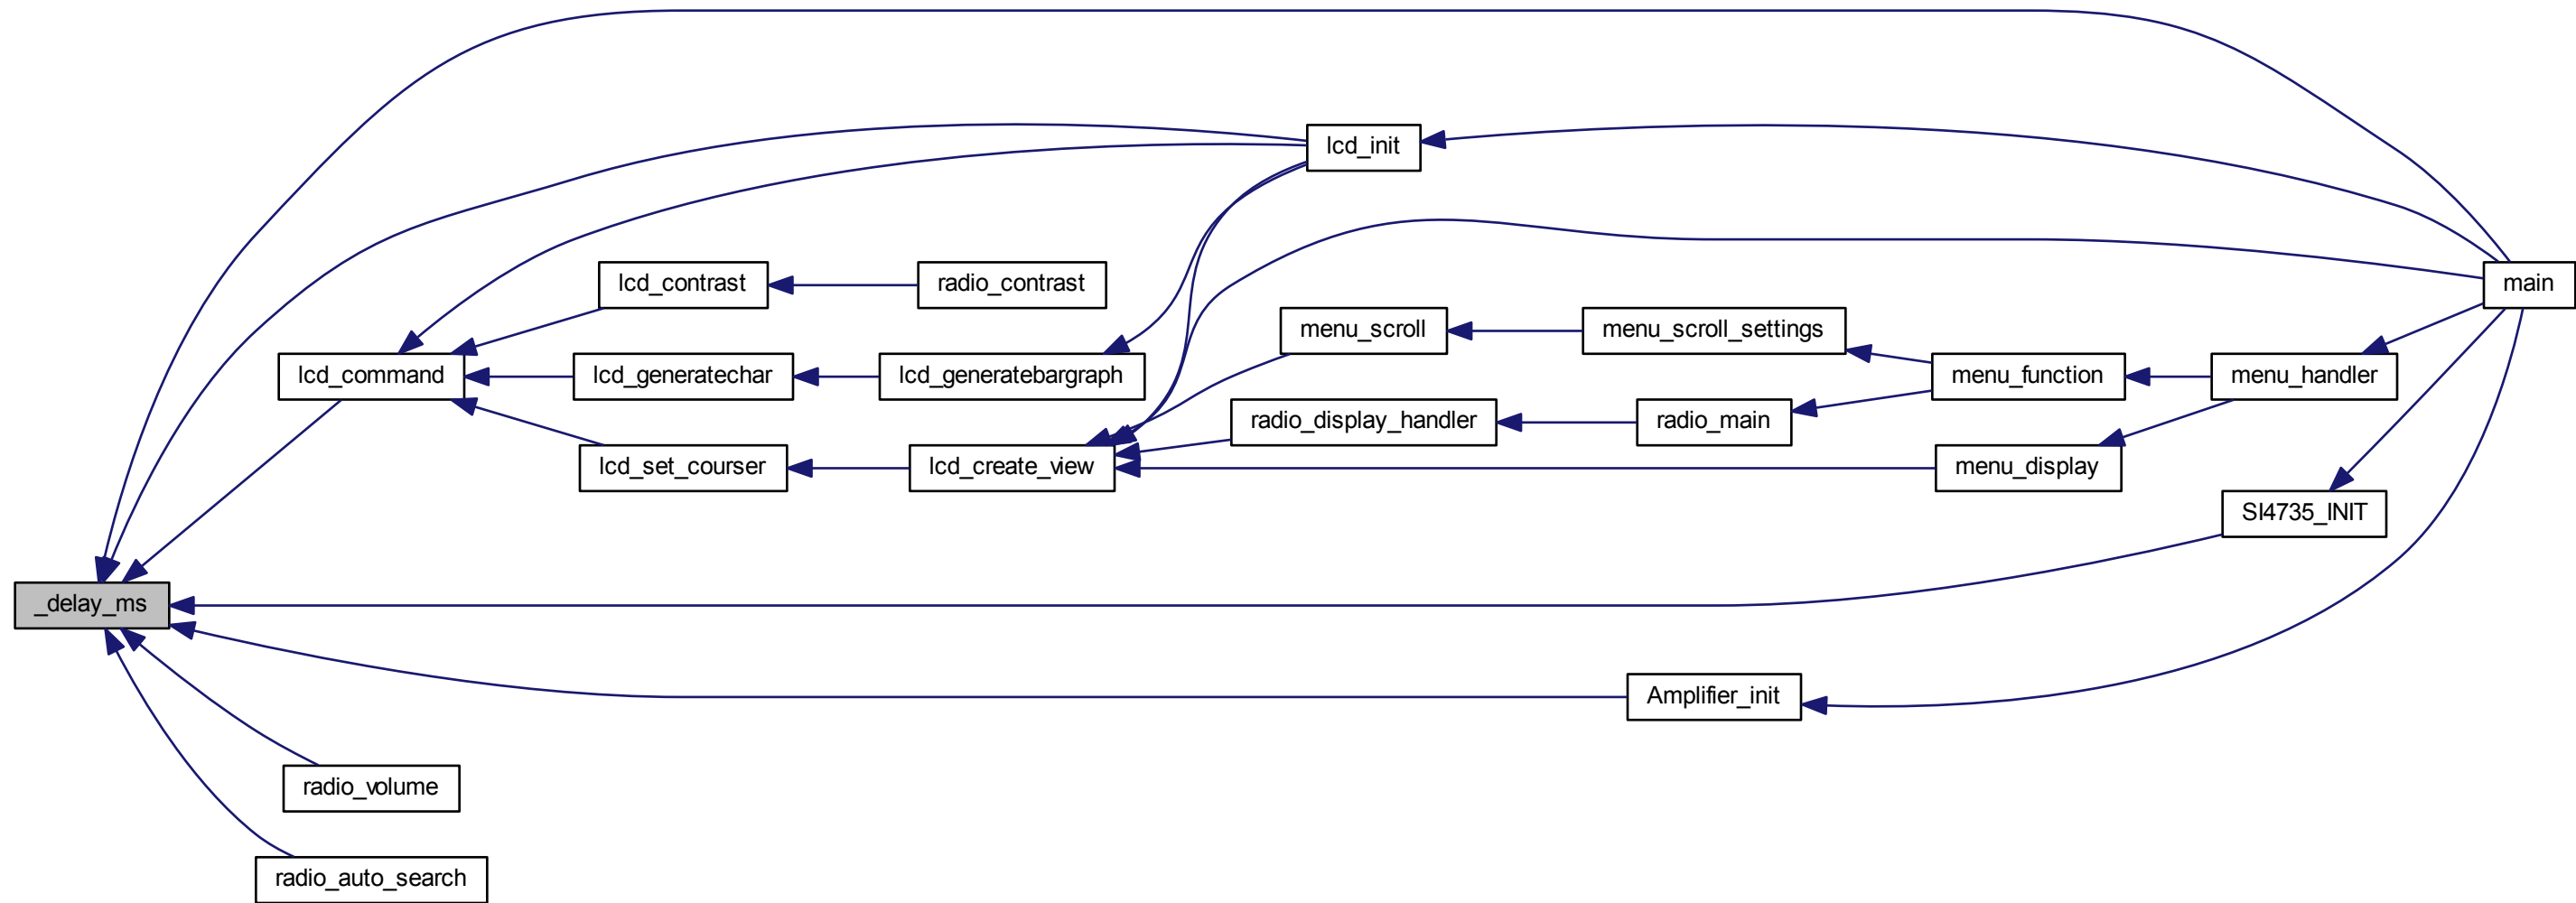 lcd_init
lcd_contrast
radio_contrast
main
menu_scroll
menu_scroll_settings
lcd_command
lcd_generatechar
lcd_generatebargraph
menu_function
menu_handler
radio_display_handler
radio_main
lcd_set_courser
lcd_create_view
menu_display
SI4735_INIT
_delay_ms
Amplifier_init
radio_volume
radio_auto_search